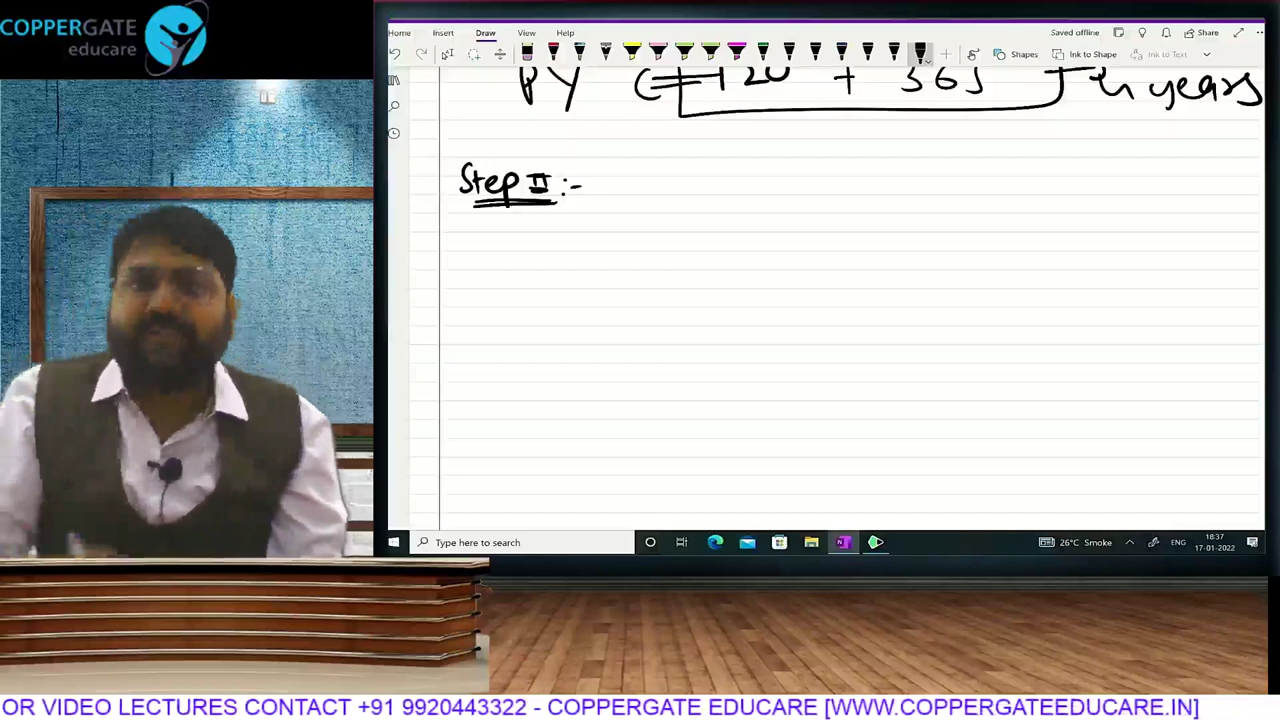 COPPERGATE
educare
Home Insert Draw View Help
Saved offline
Share
Shapes
Ink to Shape
Ink to Text
PY 120 + 365 in years
Step II :-
Type here to search
26°C Smoke
ENG
18:37
17-01-2022
OR VIDEO LECTURES CONTACT +91 9920443322 - COPPERGATE EDUCARE [WWW.COPPERGATEEDUCARE.IN]